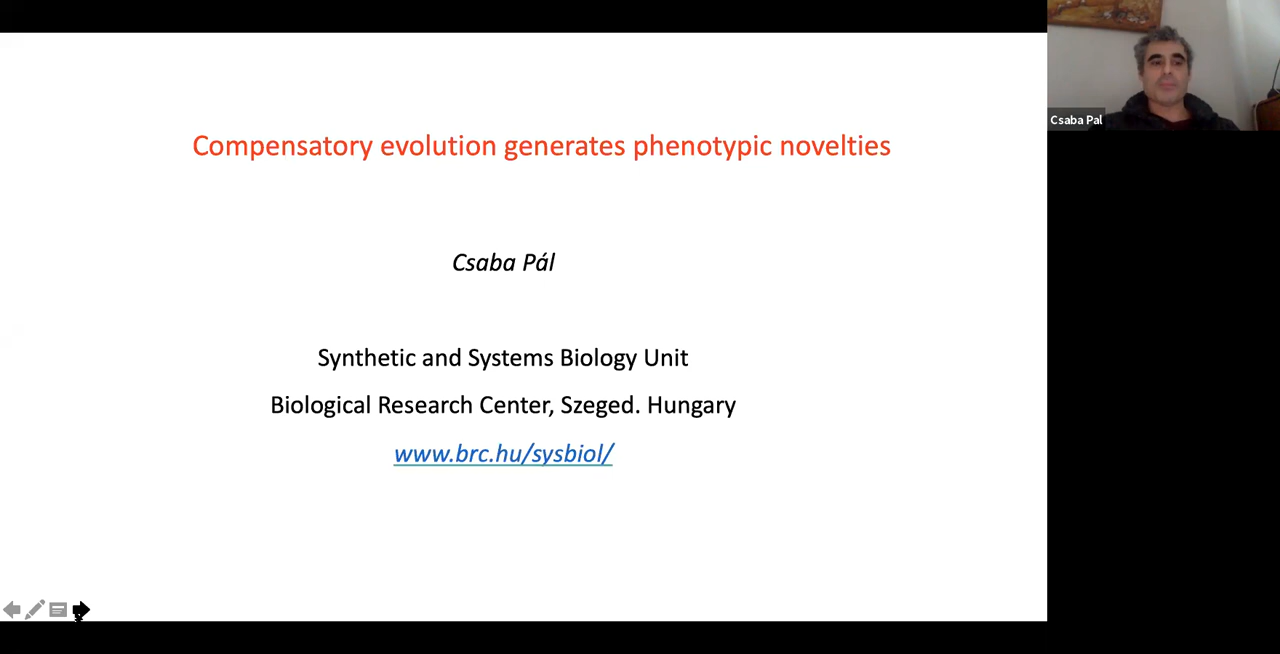 Compensatory evolution generates phenotypic novelties
Csaba Pál
Synthetic and Systems Biology Unit
Biological Research Center, Szeged. Hungary
www.brc.hu/sysbiol/
Csaba Pal